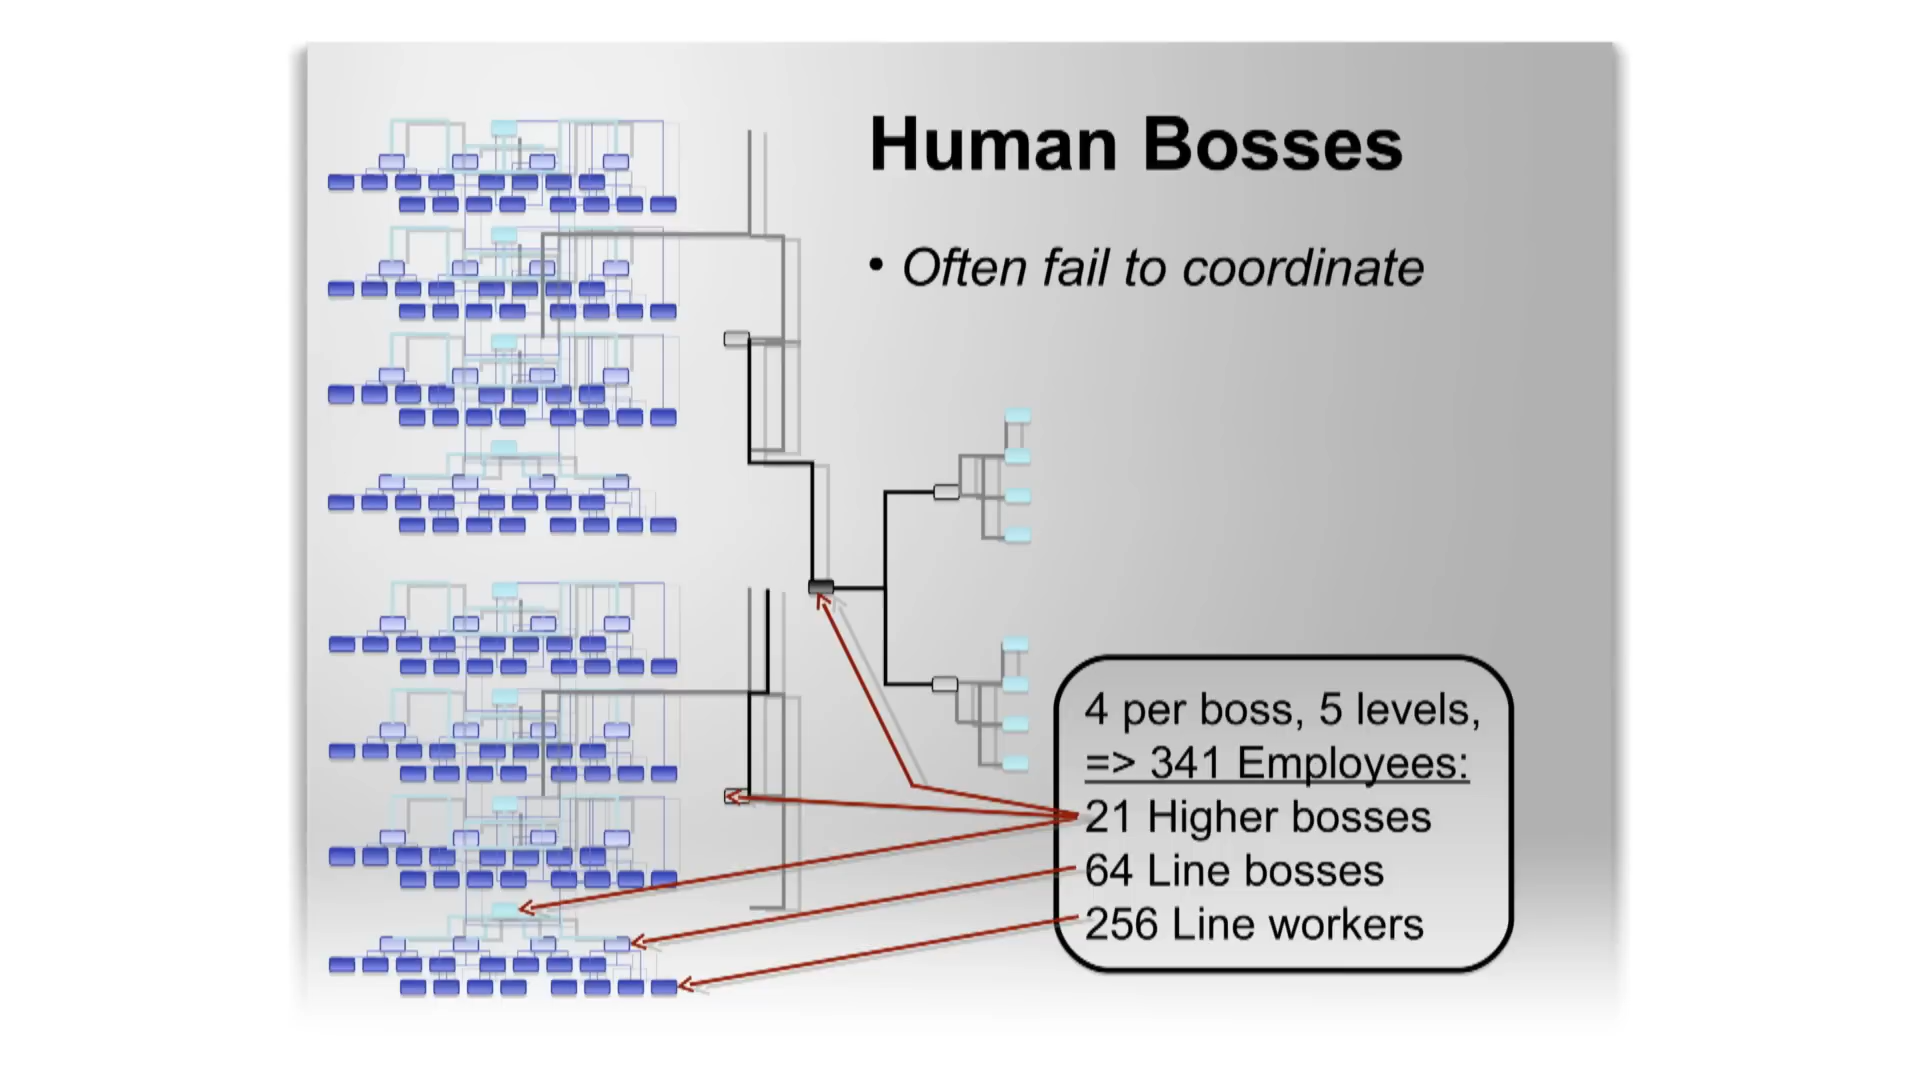 Human Bosses
• Often fail to coordinate
4 per boss, 5 levels,
=> 341 Employees:
21 Higher bosses
64 Line bosses
256 Line workers